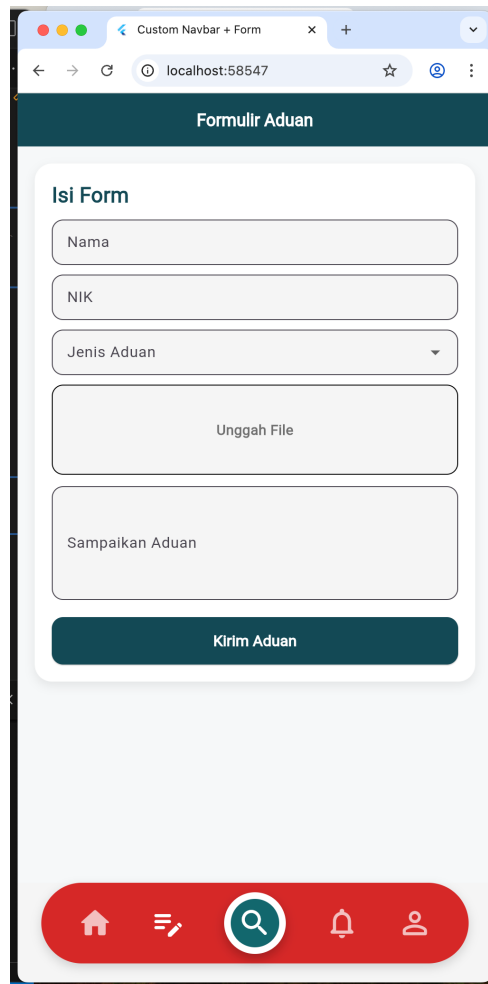 Custom Navbar + Form
localhost:58547
Formulir Aduan
Isi Form
Nama
NIK
Jenis Aduan
Unggah File
Sampaikan Aduan
Kirim Aduan